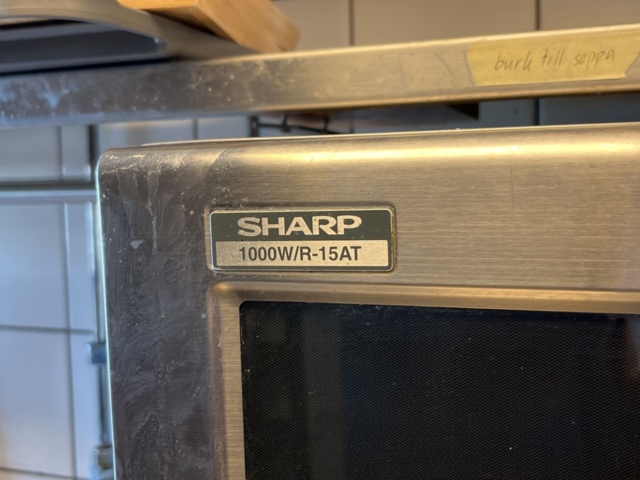 burk till soppa
SHARP
1000W/R-15AT